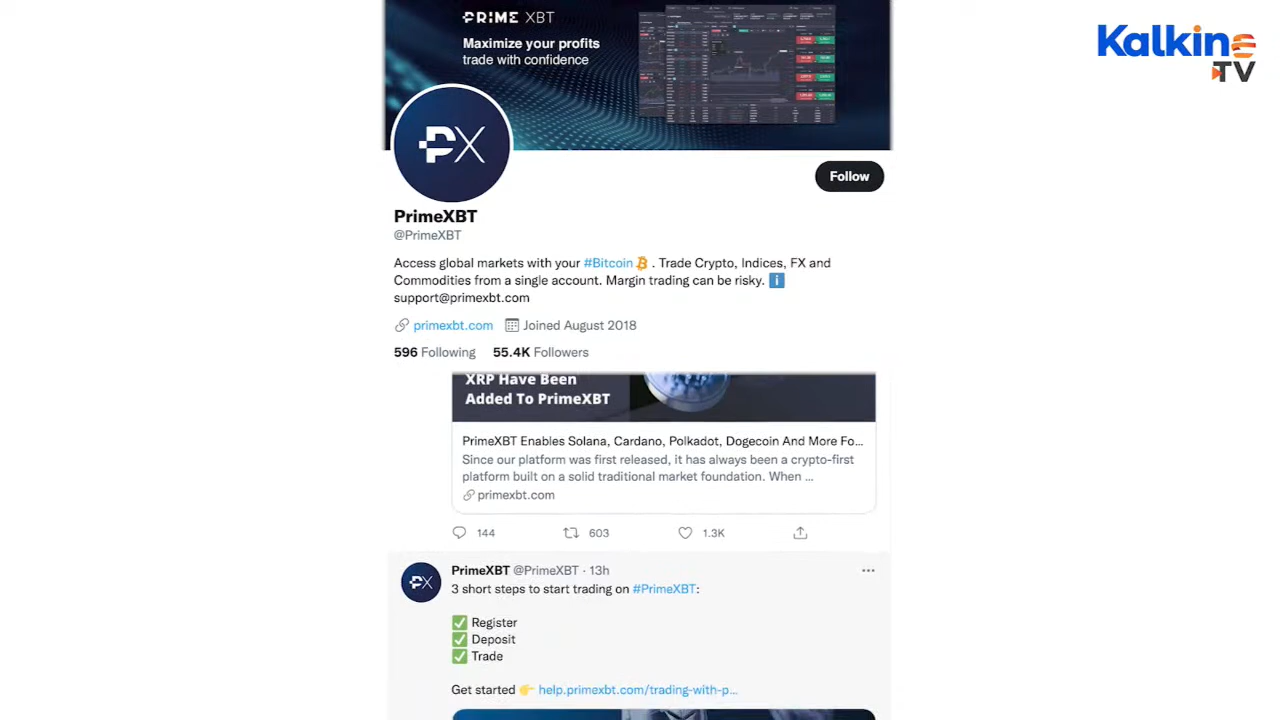 PRIME XBT
Maximize your profits
trade with confidence
Kalkine
TV
PX
Follow
PrimeXBT
@PrimeXBT
Access global markets with your #Bitcoin . Trade Crypto, Indices, FX and
Commodities from a single account. Margin trading can be risky. ℹ️
support@primexbt.com
primexbt.com Joined August 2018
596 Following 55.4K Followers
XRP Have Been
Added To PrimeXBT
PrimeXBT Enables Solana, Cardano, Polkadot, Dogecoin And More Fo...
Since our platform was first released, it has always been a crypto-first
platform built on a solid traditional market foundation. When ...
primexbt.com
144 603 1.3K
PX
PrimeXBT @PrimeXBT · 13h
3 short steps to start trading on #PrimeXBT:
✅ Register
✅ Deposit
✅ Trade
Get started 👉 help.primexbt.com/trading-with-p...